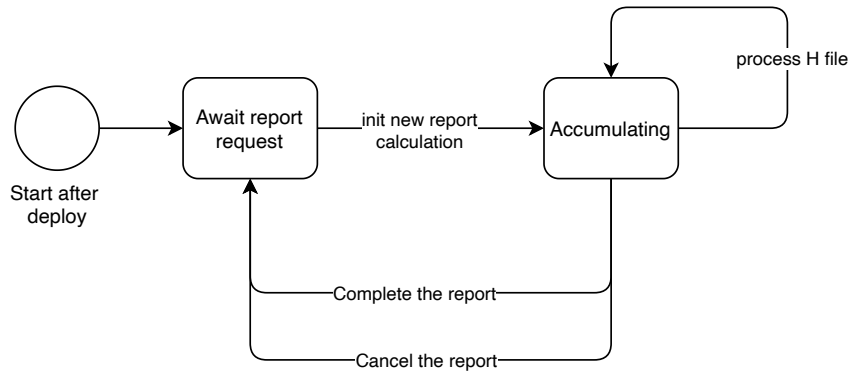 Start after
deploy
Await report
request
init new report
calculation
Accumulating
process H file
Complete the report
Cancel the report